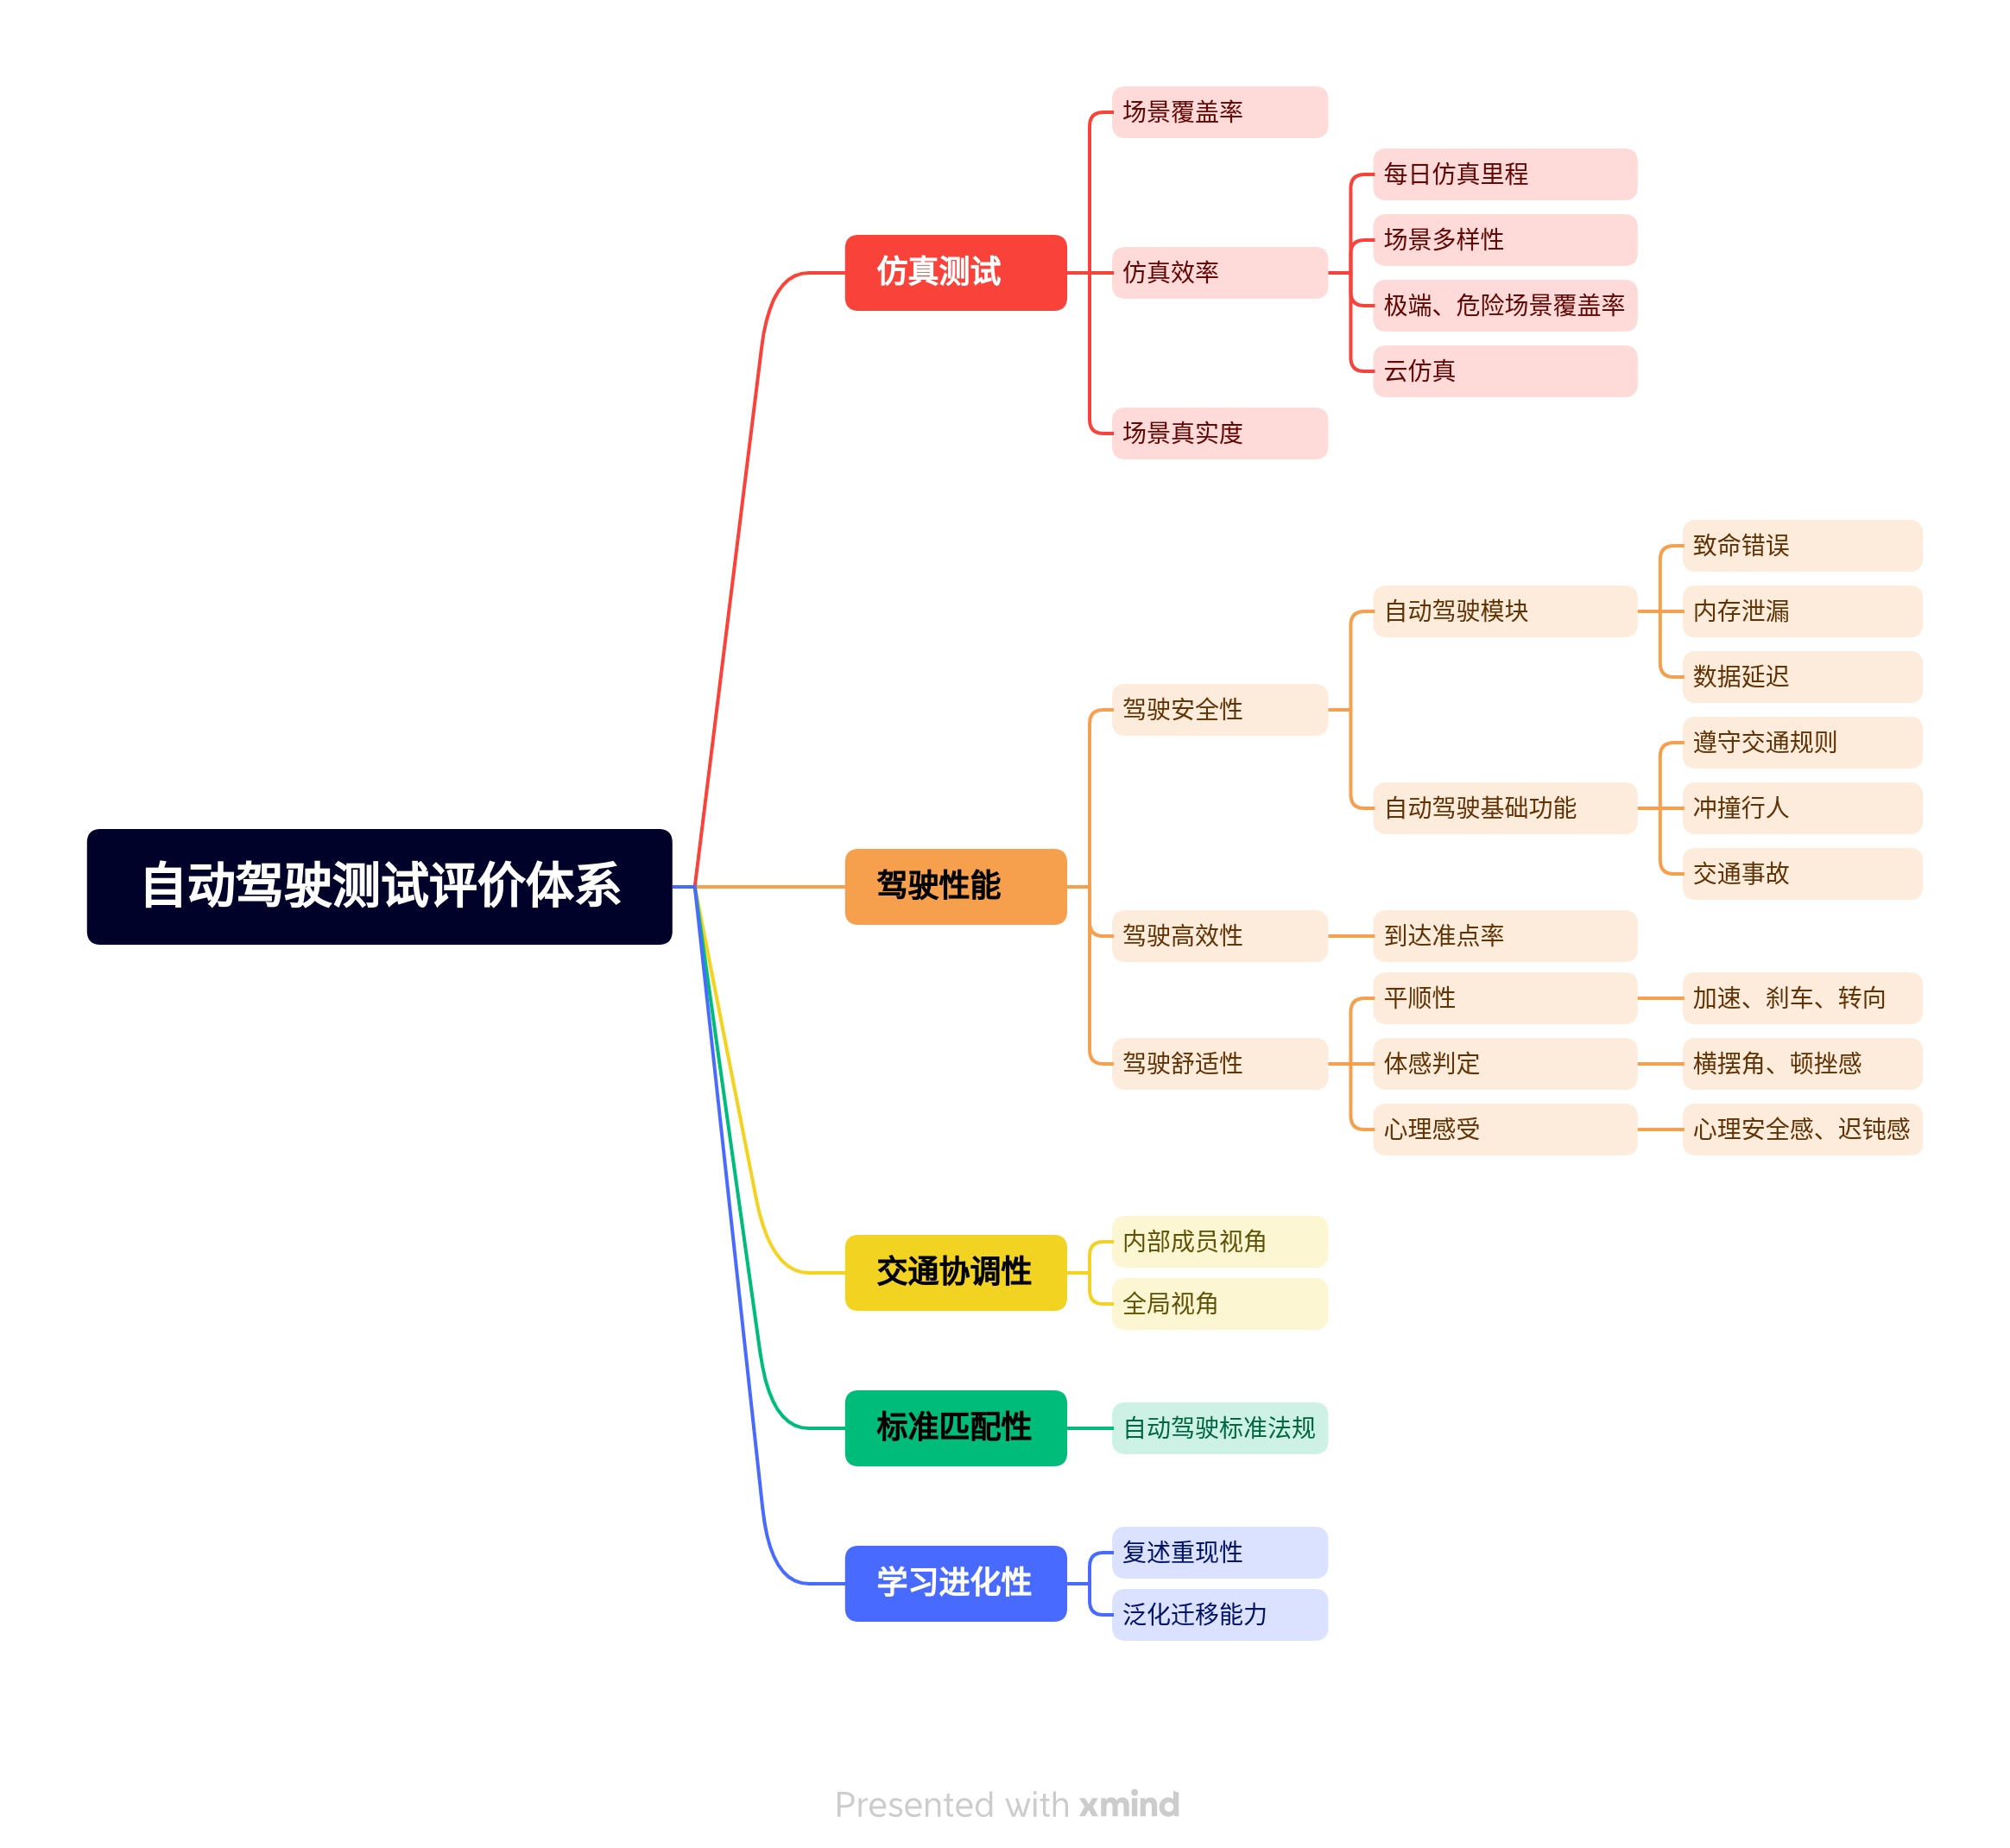 自动驾驶测试评价体系
仿真测试
场景覆盖率
仿真效率
每日仿真里程
场景多样性
极端、危险场景覆盖率
云仿真
场景真实度
驾驶性能
驾驶安全性
自动驾驶模块
致命错误
内存泄漏
数据延迟
自动驾驶基础功能
遵守交通规则
冲撞行人
交通事故
驾驶高效性
到达准点率
驾驶舒适性
平顺性
加速、刹车、转向
体感判定
横摆角、顿挫感
心理感受
心理安全感、迟钝感
交通协调性
内部成员视角
全局视角
标准匹配性
自动驾驶标准法规
学习进化性
复述重现性
泛化迁移能力
Presented with xmind